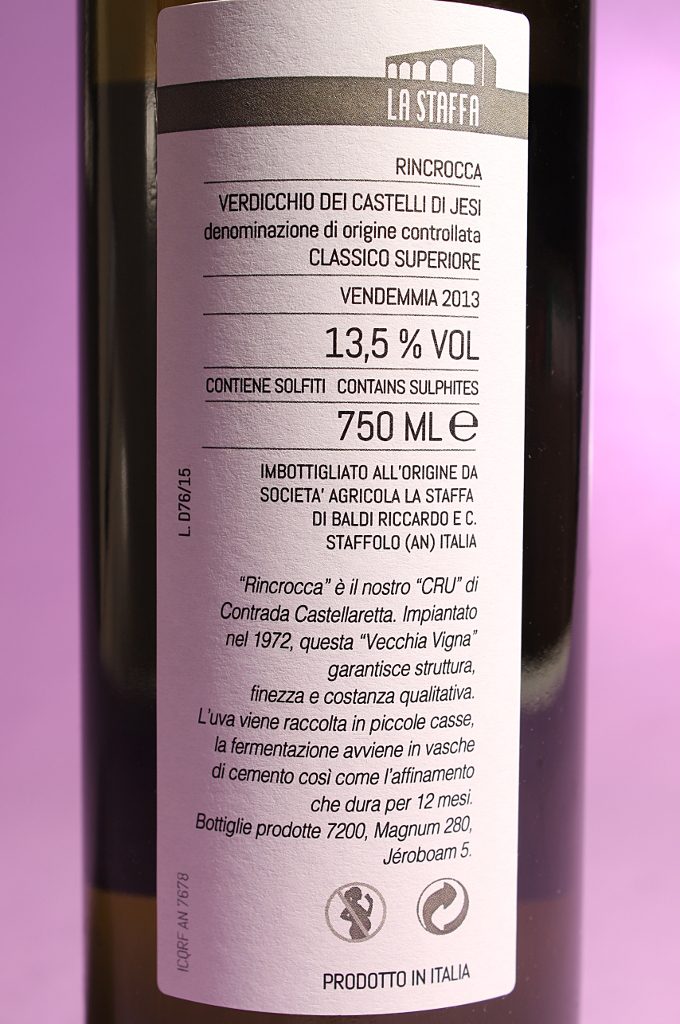 LA STAFFA
RINCROCCA
VERDICCHIO DEI CASTELLI DI JESI
denominazione di origine controllata
CLASSICO SUPERIORE
VENDEMMIA 2013
13,5 % VOL
CONTIENE SOLFITI CONTAINS SULPHITES
750 ML ℮
IMBOTTIGLIATO ALL'ORIGINE DA
SOCIETA' AGRICOLA LA STAFFA
DI BALDI RICCARDO E C.
STAFFOLO (AN) ITALIA
L. D76/15
"Rincrocca" è il nostro "CRU" di
Contrada Castellaretta. Impiantato
nel 1972, questa "Vecchia Vigna"
garantisce struttura,
finezza e costanza qualitativa.
L'uva viene raccolta in piccole casse,
la fermentazione avviene in vasche
di cemento così come l'affinamento
che dura per 12 mesi.
Bottiglie prodotte 7200, Magnum 280,
Jéroboam 5.
ICQRF AN 7678
PRODOTTO IN ITALIA